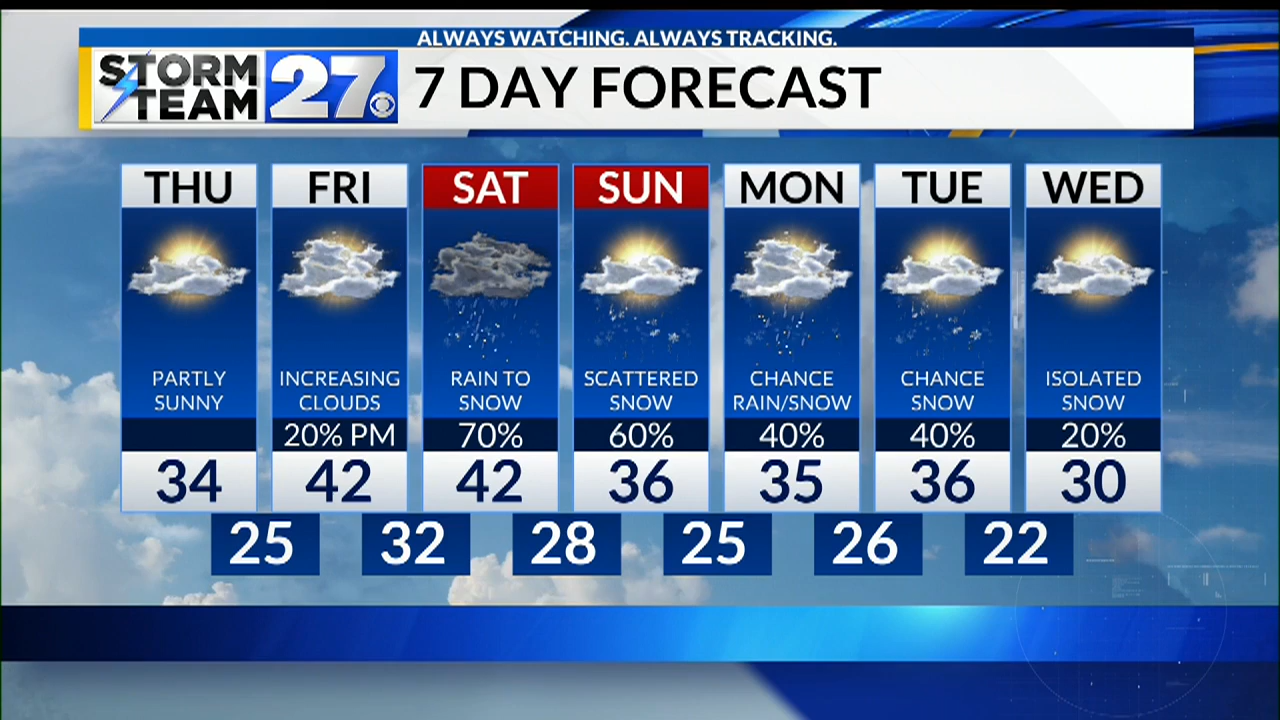 ALWAYS WATCHING. ALWAYS TRACKING.
STORM
TEAM
27
7 DAY FORECAST
THU
FRI
SAT
SUN
MON
TUE
WED
PARTLY
SUNNY
INCREASING
CLOUDS
RAIN TO
SNOW
SCATTERED
SNOW
CHANCE
RAIN/SNOW
CHANCE
SNOW
ISOLATED
SNOW
20% PM
70%
60%
40%
40%
20%
34
42
42
36
35
36
30
25
32
28
25
26
22